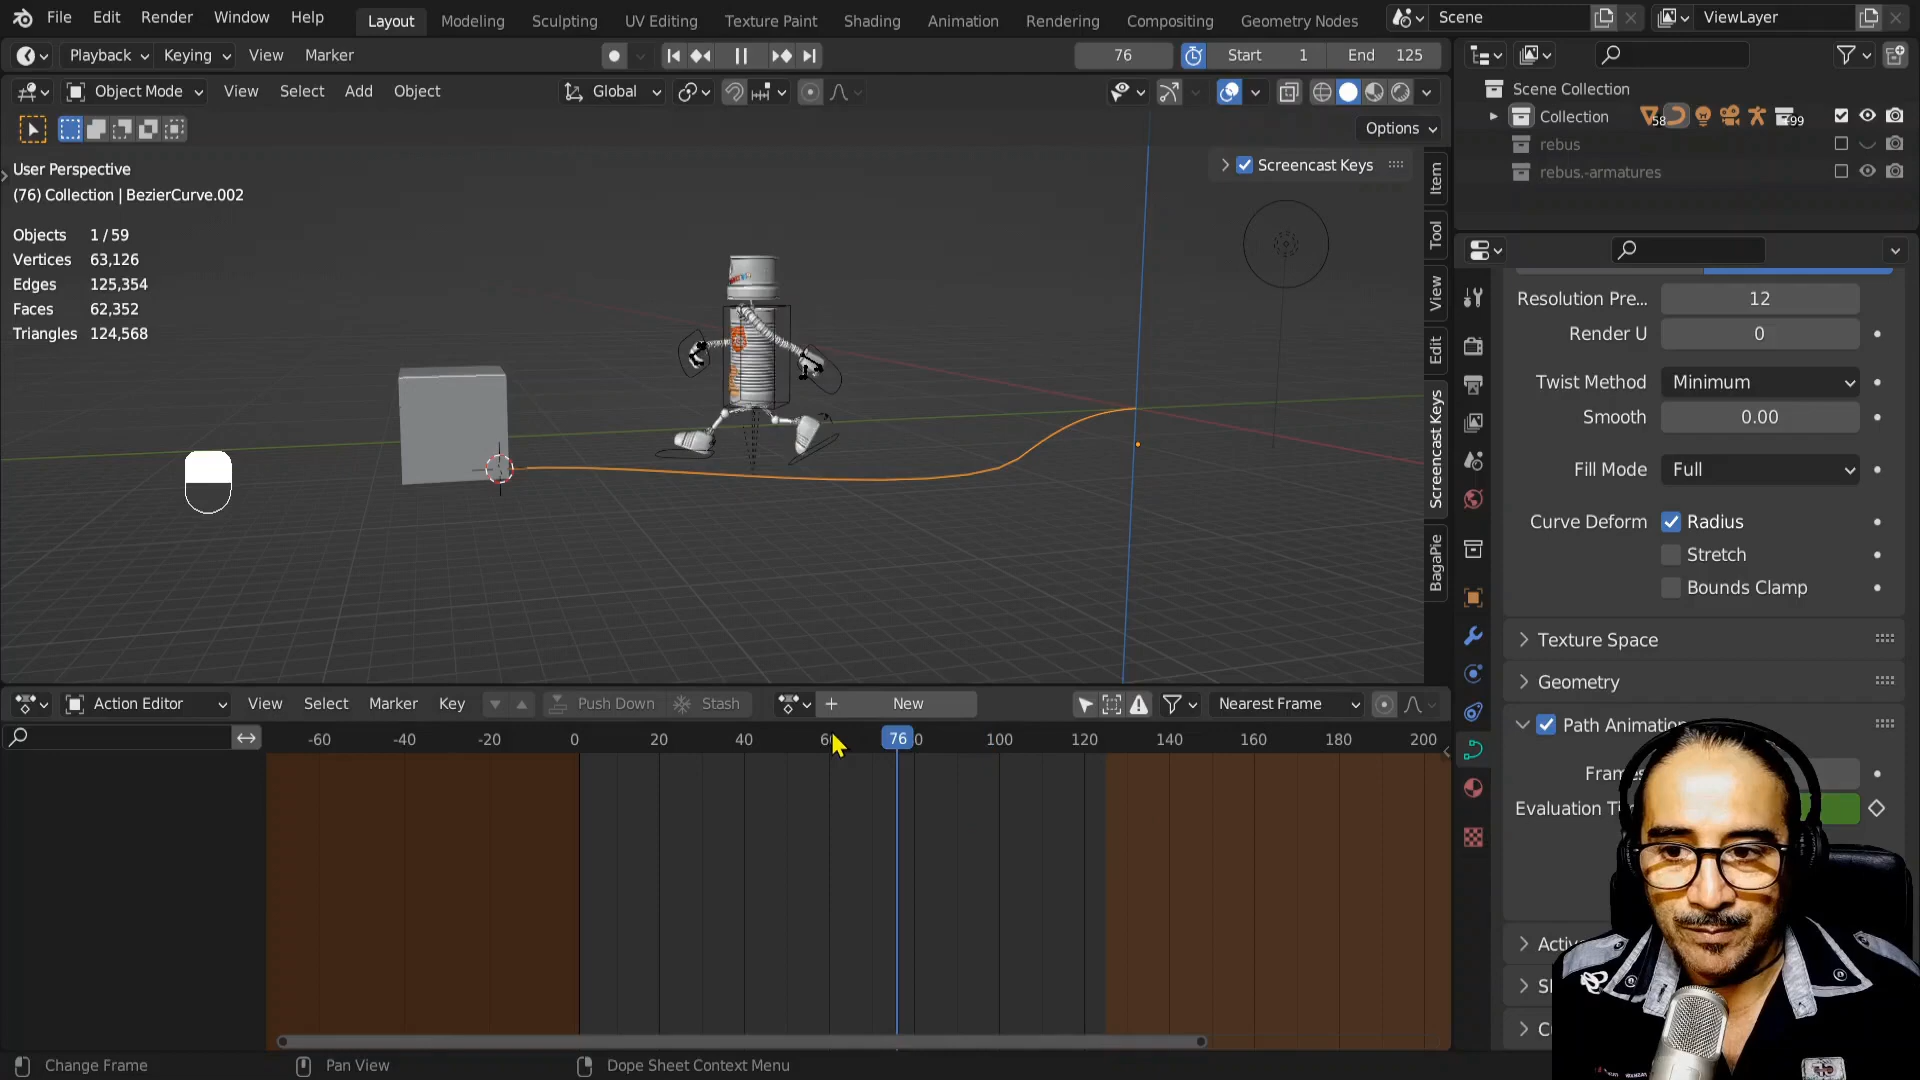 File Edit Render Window Help Layout Modeling Sculpting UV Editing Texture Paint Shading Animation Rendering Compositing Geometry Nodes Scene ViewLayer
Playback Keying View Marker 76 Start 1 End 125
Object Mode View Select Add Object Global
Options
Scene Collection
Collection 58 99
rebus
rebus.-armatures
User Perspective
(76) Collection | BezierCurve.002
Screencast Keys
Objects 1 / 59
Vertices 63,126
Edges 125,354
Faces 62,352
Triangles 124,568
Item
Tool
View
Edit
Screencast Keys
BagaPie
Resolution Pre... 12
Render U 0
Twist Method Minimum
Smooth 0.00
Fill Mode Full
Curve Deform Radius
Stretch
Bounds Clamp
Texture Space
Geometry
Path Animation
Frames
Evaluation Ti
Action Editor View Select Marker Key Push Down Stash New Nearest Frame
-60 -40 -20 0 20 40 60 76 100 120 140 160 180 200
Change Frame Pan View Dope Sheet Context Menu